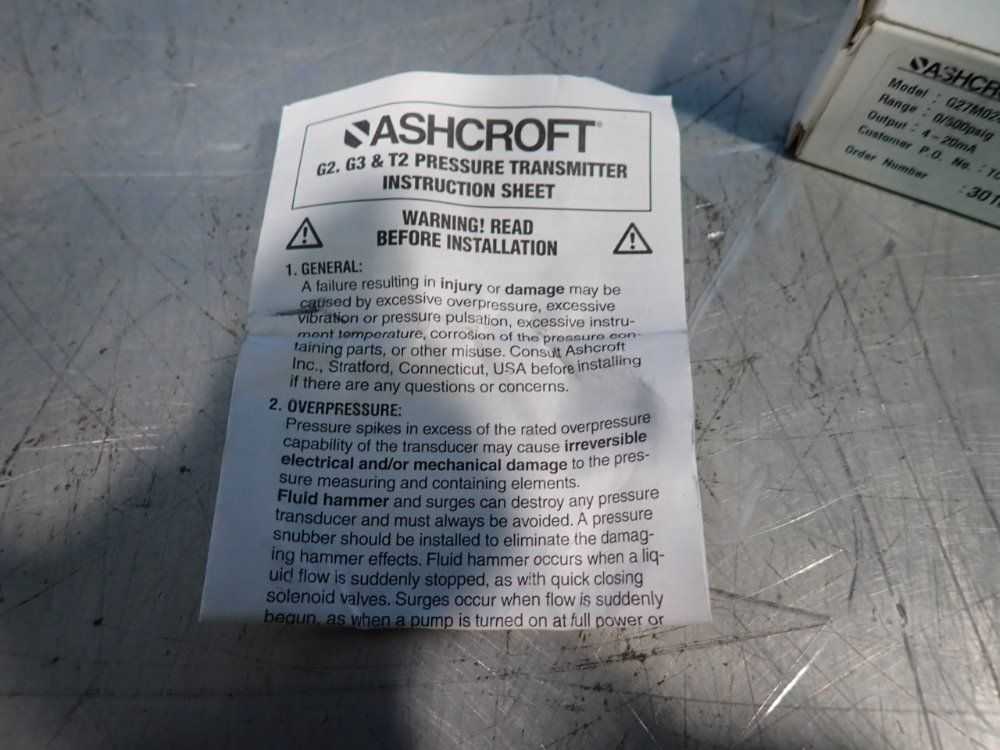 ASHCROFT®
G2, G3 & T2 PRESSURE TRANSMITTER
INSTRUCTION SHEET
WARNING! READ
BEFORE INSTALLATION
1. GENERAL:
A failure resulting in injury or damage may be
caused by excessive overpressure, excessive
vibration or pressure pulsation, excessive instru-
ment temperature, corrosion of the pressure con-
taining parts, or other misuse. Consult Ashcroft
Inc., Stratford, Connecticut, USA before installing
if there are any questions or concerns.
2. OVERPRESSURE:
Pressure spikes in excess of the rated overpressure
capability of the transducer may cause irreversible
electrical and/or mechanical damage to the pres-
sure measuring and containing elements.
Fluid hammer and surges can destroy any pressure
transducer and must always be avoided. A pressure
snubber should be installed to eliminate the damag-
ing hammer effects. Fluid hammer occurs when a liq-
uid flow is suddenly stopped, as with quick closing
solenoid valves. Surges occur when flow is suddenly
begun, as when a pump is turned on at full power or
ASHCR
Model : G27M02
Range : 0/500psig
Output : 4-20mA
Customer P.O. No. :
Order Number : 30